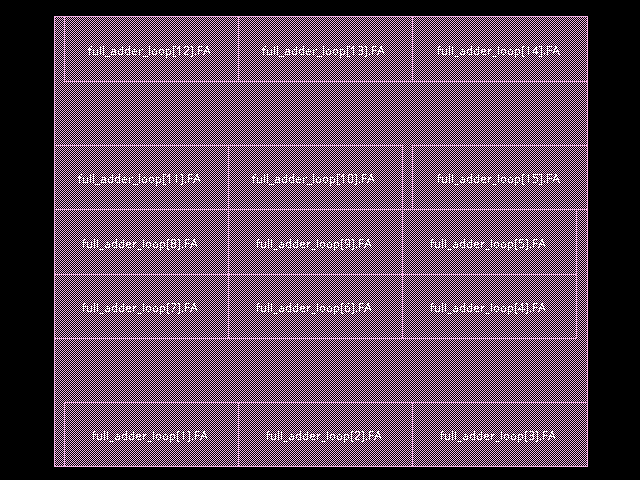 full_adder_loop[12].FA full_adder_loop[13].FA full_adder_loop[14].FA
full_adder_loop[11].FA full_adder_loop[10].FA full_adder_loop[15].FA
full_adder_loop[8].FA full_adder_loop[9].FA full_adder_loop[5].FA
full_adder_loop[7].FA full_adder_loop[6].FA full_adder_loop[4].FA
full_adder_loop[1].FA full_adder_loop[2].FA full_adder_loop[3].FA